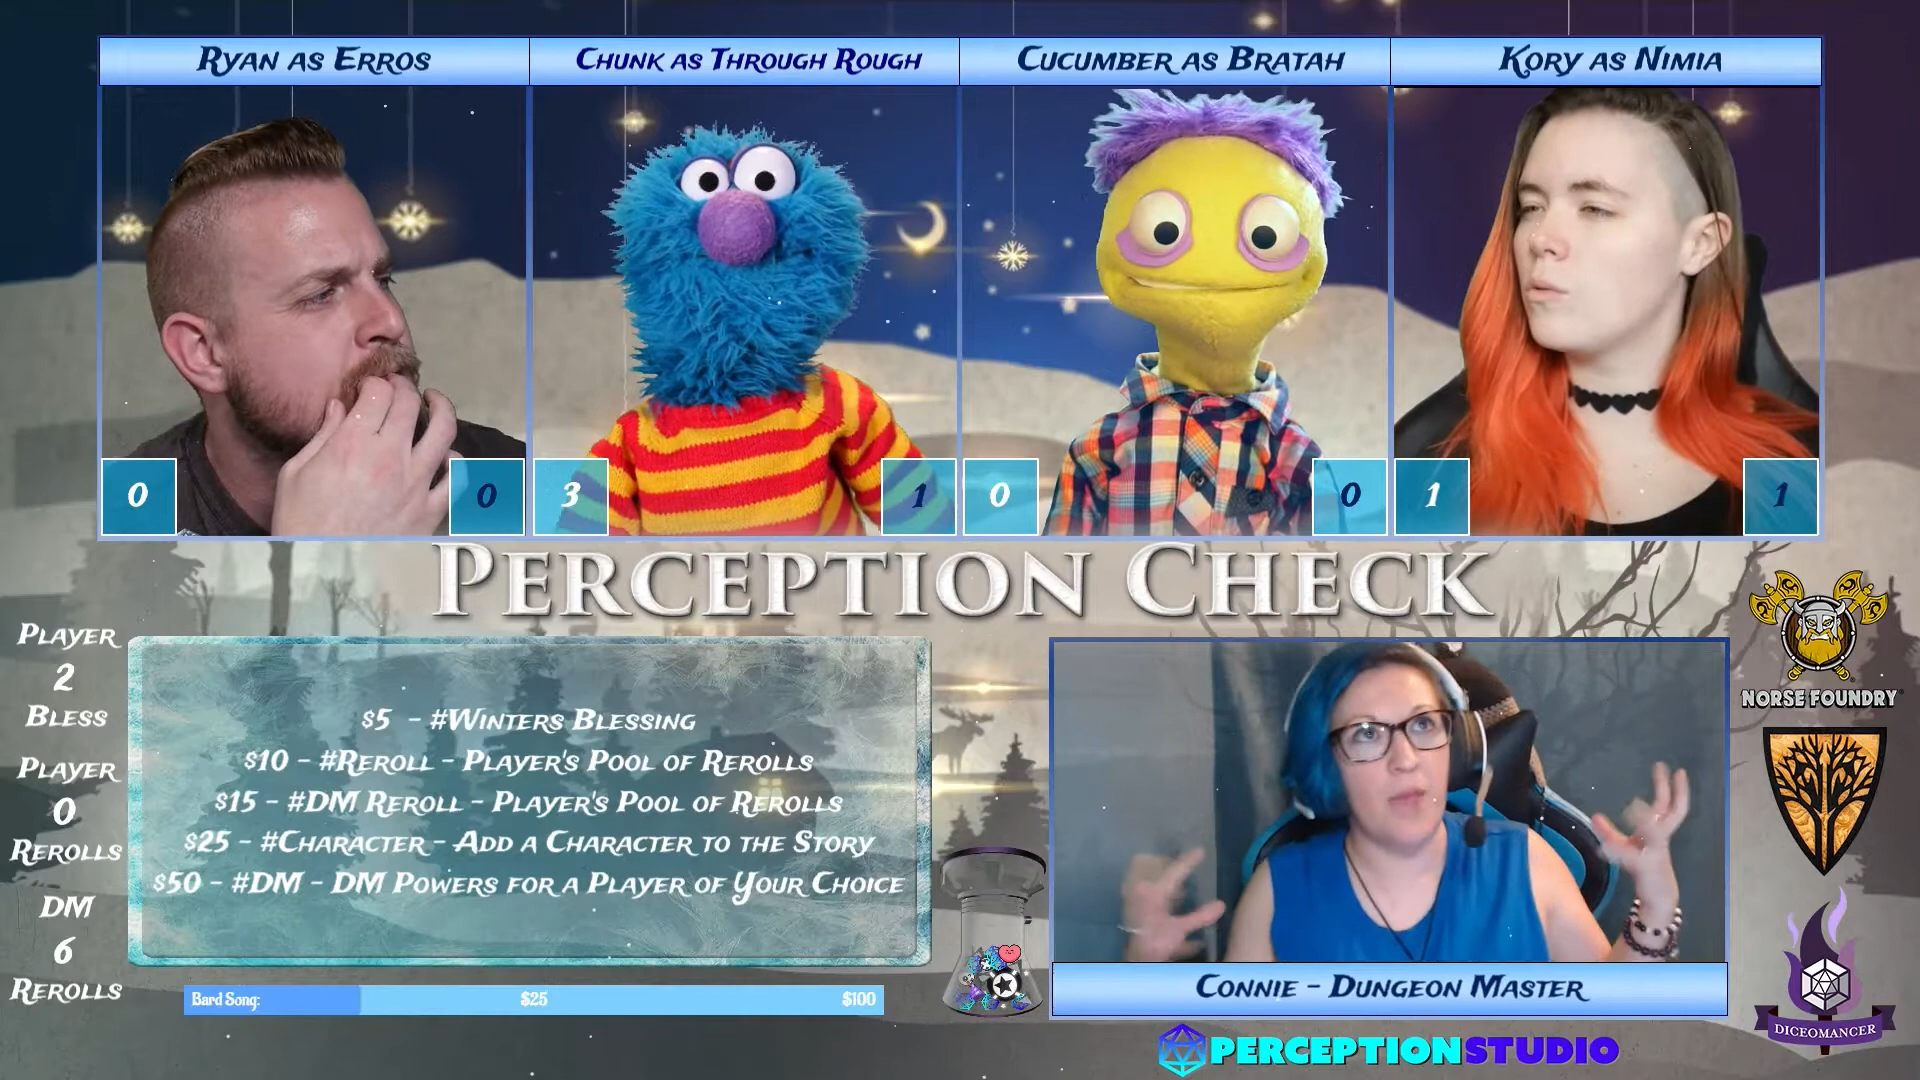 Ryan as Erros
Chunk as Through Rough
Cucumber as Bratah
Kory as Nimia
0
0
3
1
0
0
1
1
Perception Check
Player
2
Bless
Player
0
Rerolls
DM
6
Rerolls
$5 - #Winters Blessing
$10 - #Reroll - Player's Pool of Rerolls
$15 - #DM Reroll - Player's Pool of Rerolls
$25 - #Character - Add a Character to the Story
$50 - #DM - DM Powers for a Player of Your Choice
Bard Song:
$25
$100
Connie - Dungeon Master
NORSE FOUNDRY
DICEOMANCER
PERCEPTION STUDIO